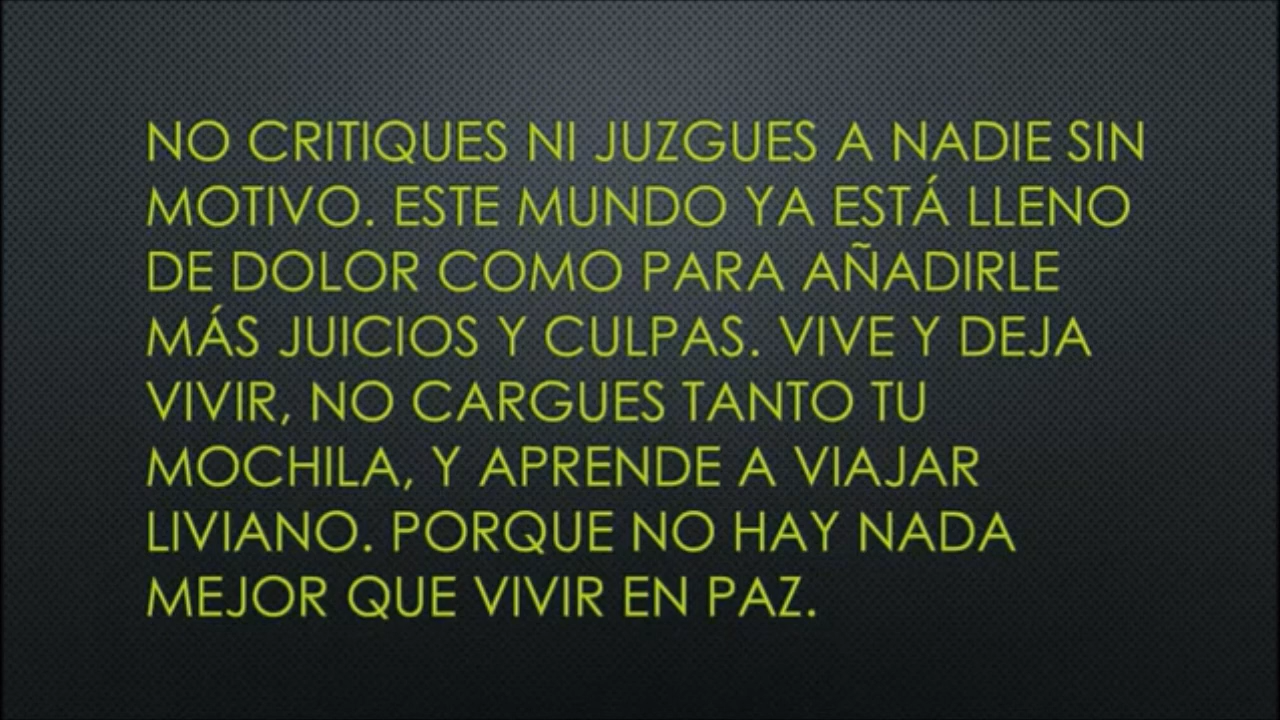 NO CRITIQUES NI JUZGUES A NADIE SIN
MOTIVO. ESTE MUNDO YA ESTÁ LLENO
DE DOLOR COMO PARA AÑADIRLE
MÁS JUICIOS Y CULPAS. VIVE Y DEJA
VIVIR, NO CARGUES TANTO TU
MOCHILA, Y APRENDE A VIAJAR
LIVIANO. PORQUE NO HAY NADA
MEJOR QUE VIVIR EN PAZ.